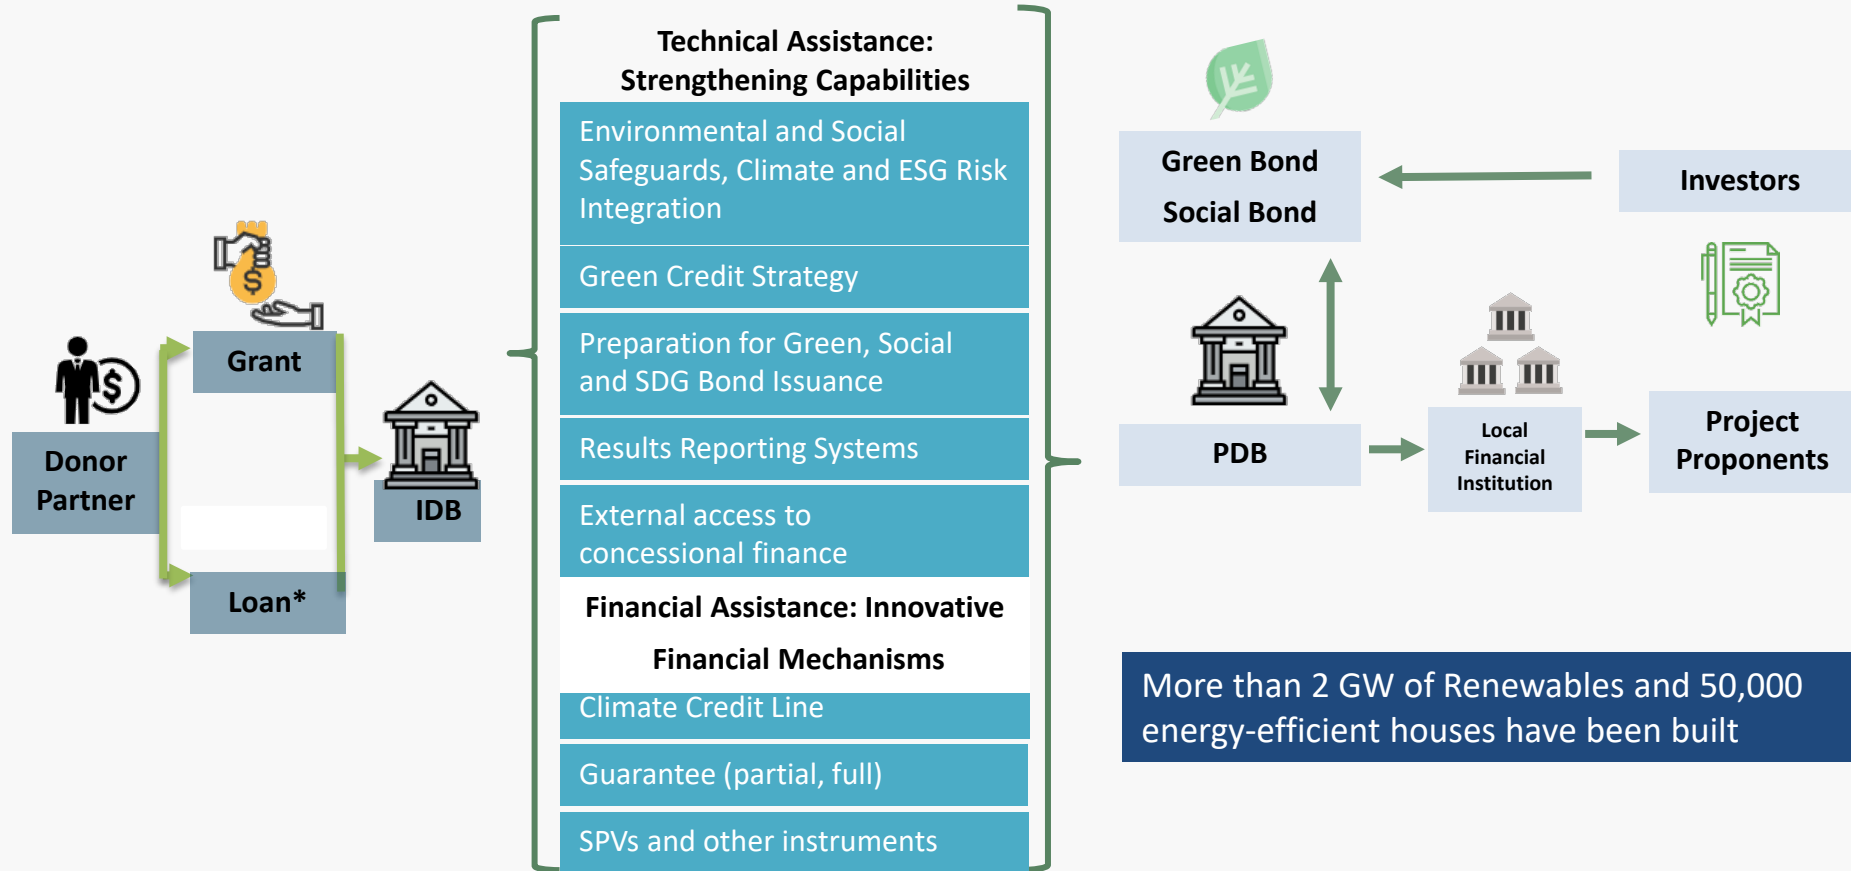 Donor
Partner
Grant
$
$
Loan*
IDB
Technical Assistance:
Strengthening Capabilities
Environmental and Social
Safeguards, Climate and ESG Risk
Integration
Green Credit Strategy
Preparation for Green, Social
and SDG Bond Issuance
Results Reporting Systems
External access to
concessional finance
Financial Assistance: Innovative
Financial Mechanisms
Climate Credit Line
Guarantee (partial, full)
SPVs and other instruments
Green Bond
Social Bond
Investors
PDB
Local
Financial
Institution
Project
Proponents
More than 2 GW of Renewables and 50,000
energy-efficient houses have been built